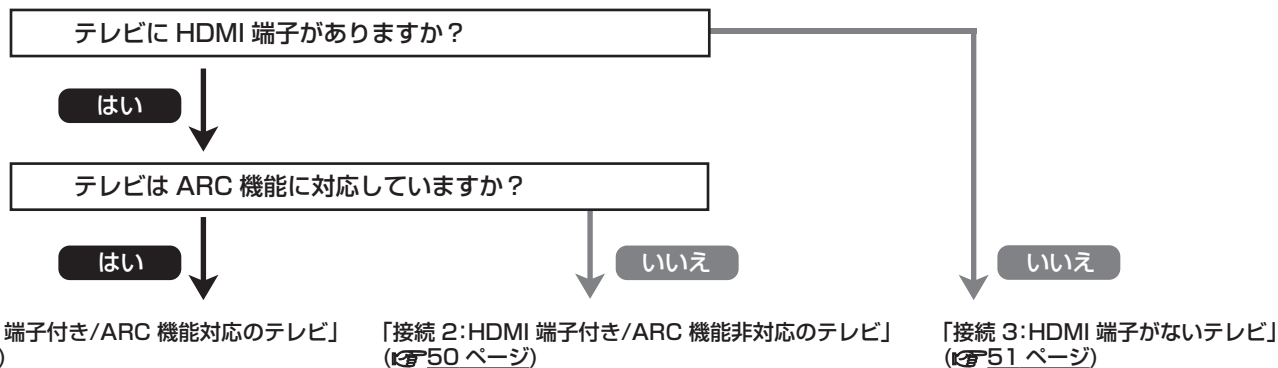 テレビに HDMI 端子がありますか？
はい
テレビは ARC 機能に対応していますか？
はい
いいえ
いいえ
端子付き/ARC 機能対応のテレビ」
)
「接続 2：HDMI 端子付き/ARC 機能非対応のテレビ」
(☞50 ページ)
「接続 3：HDMI 端子がないテレビ」
(☞51 ページ)